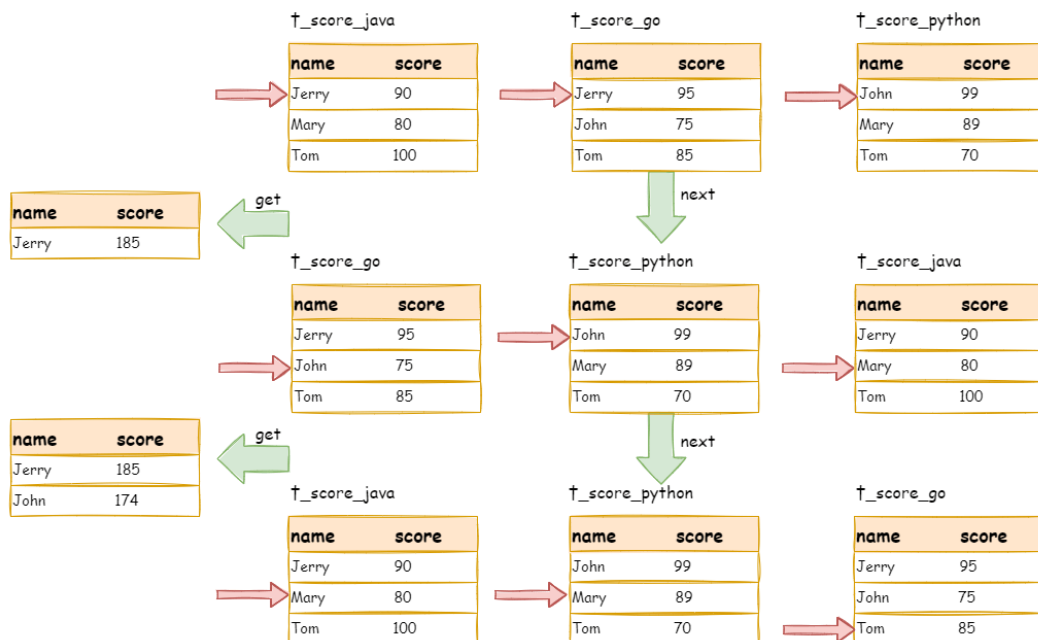 t_score_java t_score_go t_score_python
name score name score name score
Jerry 90 Jerry 95 John 99
Mary 80 John 75 Mary 89
Tom 100 Tom 85 Tom 70
get next
name score
Jerry 185
t_score_go t_score_python t_score_java
name score name score name score
Jerry 95 John 99 Jerry 90
John 75 Mary 89 Mary 80
Tom 85 Tom 70 Tom 100
get next
name score
Jerry 185
John 174
t_score_java t_score_python t_score_go
name score name score name score
Jerry 90 John 99 Jerry 95
Mary 80 Mary 89 John 75
Tom 100 Tom 70 Tom 85